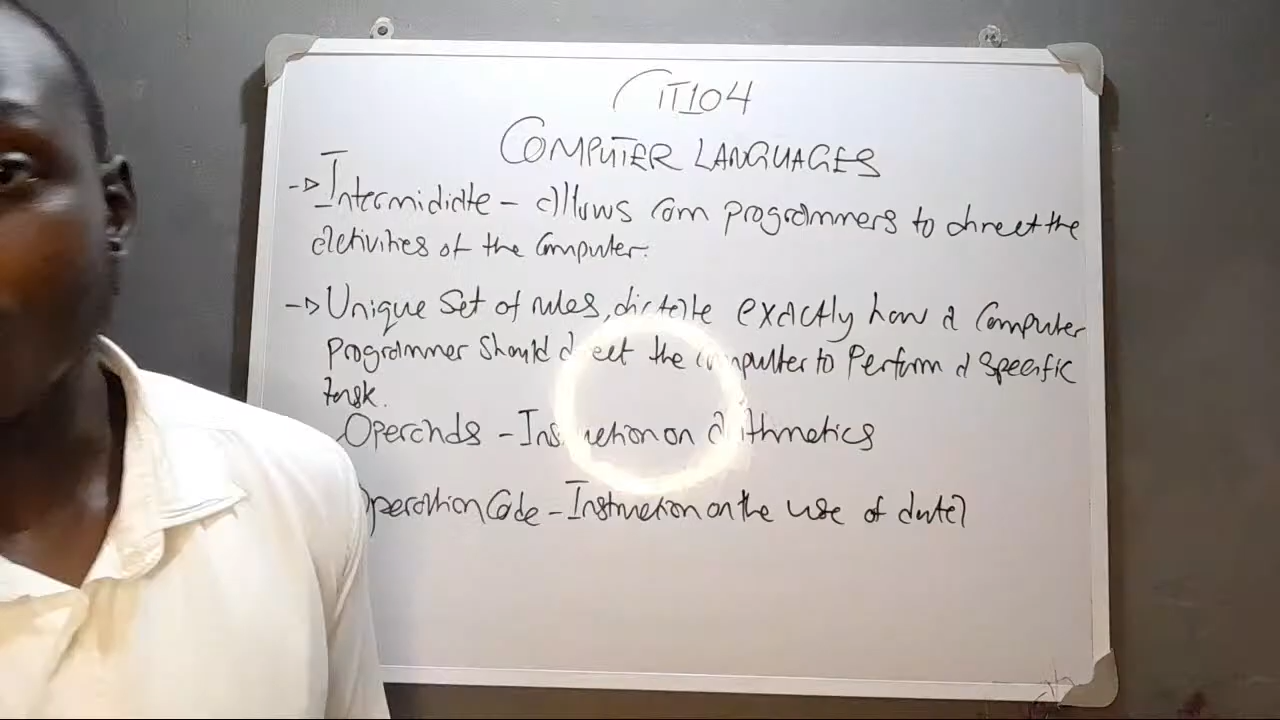 CIT104
COMPUTER LANGUAGES
-> Intermidiate - allows com programmers to direct the
activities of the computer.
-> Unique set of rules, dictate exactly how a computer
programmer should direct the computer to perform a specific
task.
Operands - Instruction on arithmetics
Operation Code - Instruction on the use of data